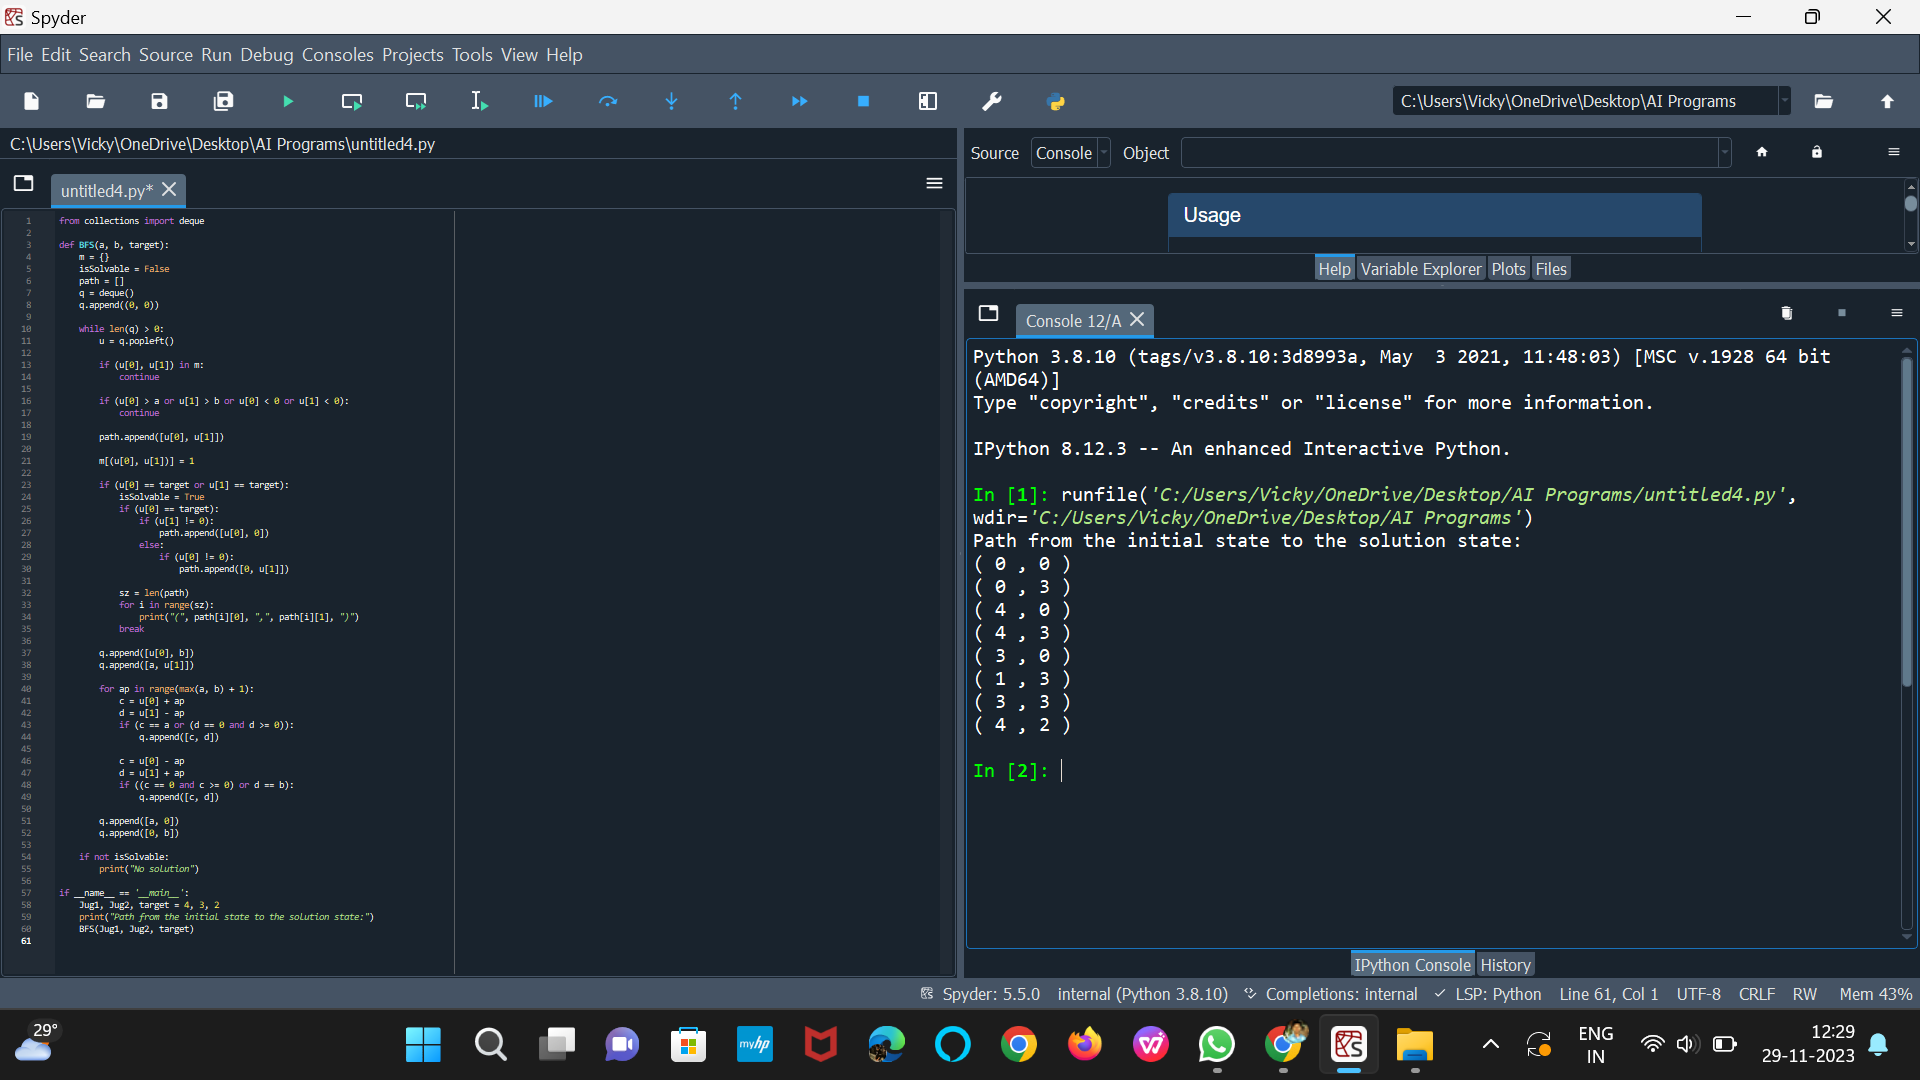 Spyder
File Edit Search Source Run Debug Consoles Projects Tools View Help
C:\Users\Vicky\OneDrive\Desktop\AI Programs
C:\Users\Vicky\OneDrive\Desktop\AI Programs\untitled4.py
untitled4.py*
1 from collections import deque
2
3 def BFS(a, b, target):
4 m = {}
5 isSolvable = False
6 path = []
7 q = deque()
8 q.append((0, 0))
9
10 while len(q) > 0:
11 u = q.popleft()
12
13 if (u[0], u[1]) in m:
14 continue
15
16 if (u[0] > a or u[1] > b or u[0] < 0 or u[1] < 0):
17 continue
18
19 path.append([u[0], u[1]])
20
21 m[(u[0], u[1])] = 1
22
23 if (u[0] == target or u[1] == target):
24 isSolvable = True
25 if (u[0] == target):
26 if (u[1] != 0):
27 path.append([u[0], 0])
28 else:
29 if (u[0] != 0):
30 path.append([0, u[1]])
31
32 sz = len(path)
33 for i in range(sz):
34 print("(", path[i][0], ",", path[i][1], ")")
35 break
36
37 q.append([u[0], b])
38 q.append([a, u[1]])
39
40 for ap in range(max(a, b) + 1):
41 c = u[0] + ap
42 d = u[1] - ap
43 if (c == a or (d == 0 and d >= 0)):
44 q.append([c, d])
45
46 c = u[0] - ap
47 d = u[1] + ap
48 if ((c == 0 and c >= 0) or d == b):
49 q.append([c, d])
50
51 q.append([a, 0])
52 q.append([0, b])
53
54 if not isSolvable:
55 print("No solution")
56
57 if __name__ == '__main__':
58 Jug1, Jug2, target = 4, 3, 2
59 print("Path from the initial state to the solution state:")
60 BFS(Jug1, Jug2, target)
61
Source Console Object
Usage
Help Variable Explorer Plots Files
Console 12/A
Python 3.8.10 (tags/v3.8.10:3d8993a, May  3 2021, 11:48:03) [MSC v.1928 64 bit
(AMD64)]
Type "copyright", "credits" or "license" for more information.
IPython 8.12.3 -- An enhanced Interactive Python.
In [1]: runfile('C:/Users/Vicky/OneDrive/Desktop/AI Programs/untitled4.py',
wdir='C:/Users/Vicky/OneDrive/Desktop/AI Programs')
Path from the initial state to the solution state:
( 0 , 0 )
( 0 , 3 )
( 4 , 0 )
( 4 , 3 )
( 3 , 0 )
( 1 , 3 )
( 3 , 3 )
( 4 , 2 )
In [2]:
IPython Console History
Spyder: 5.5.0 internal (Python 3.8.10) Completions: internal LSP: Python Line 61, Col 1 UTF-8 CRLF RW Mem 43%
29°
myhp
ENG
IN
12:29
29-11-2023